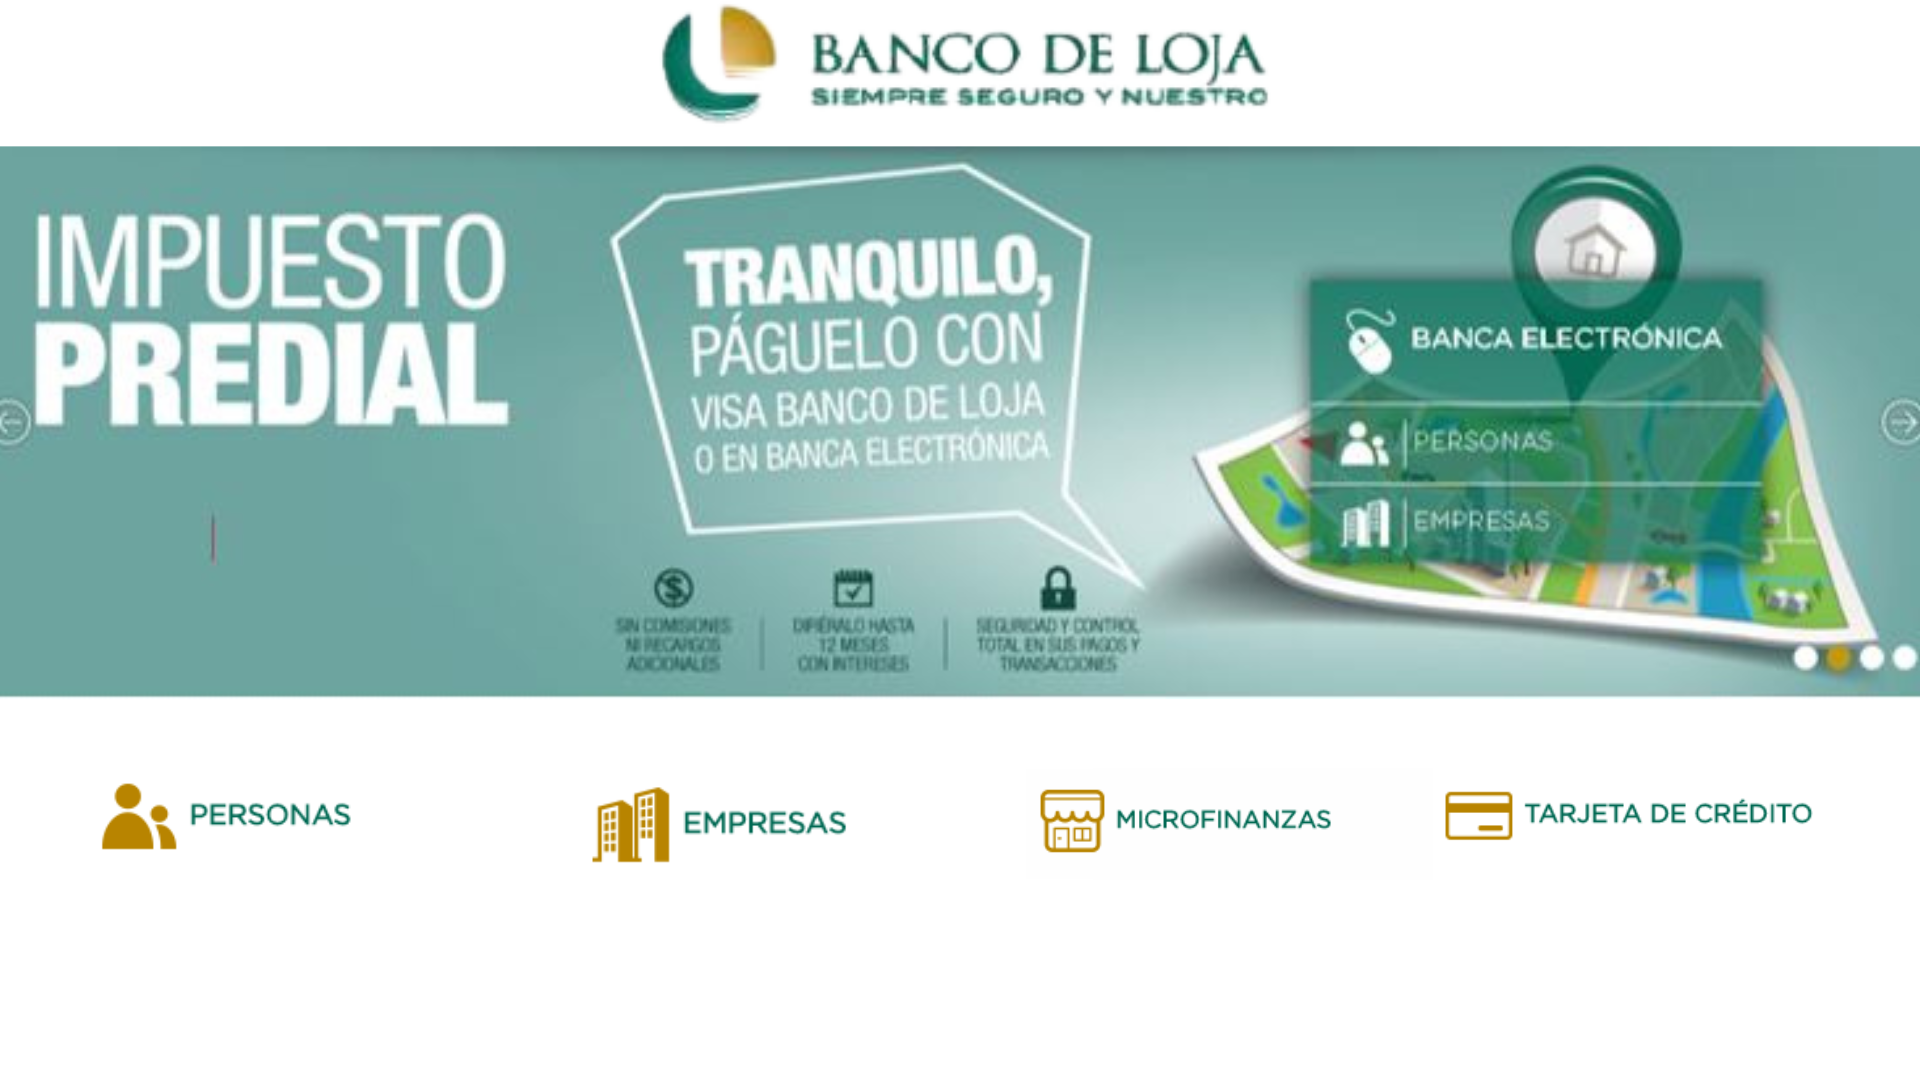 BANCO DE LOJA
SIEMPRE SEGURO Y NUESTRO
IMPUESTO
PREDIAL
TRANQUILO,
PÁGUELO CON
VISA BANCO DE LOJA
O EN BANCA ELECTRÓNICA
SIN COMISIONES
NI RECARGOS
ADICIONALES
DIFIÉRALO HASTA
12 MESES
CON INTERESES
SEGURIDAD Y CONTROL
TOTAL EN SUS PAGOS Y
TRANSACCIONES
BANCA ELECTRÓNICA
PERSONAS
EMPRESAS
PERSONAS
EMPRESAS
MICROFINANZAS
TARJETA DE CRÉDITO